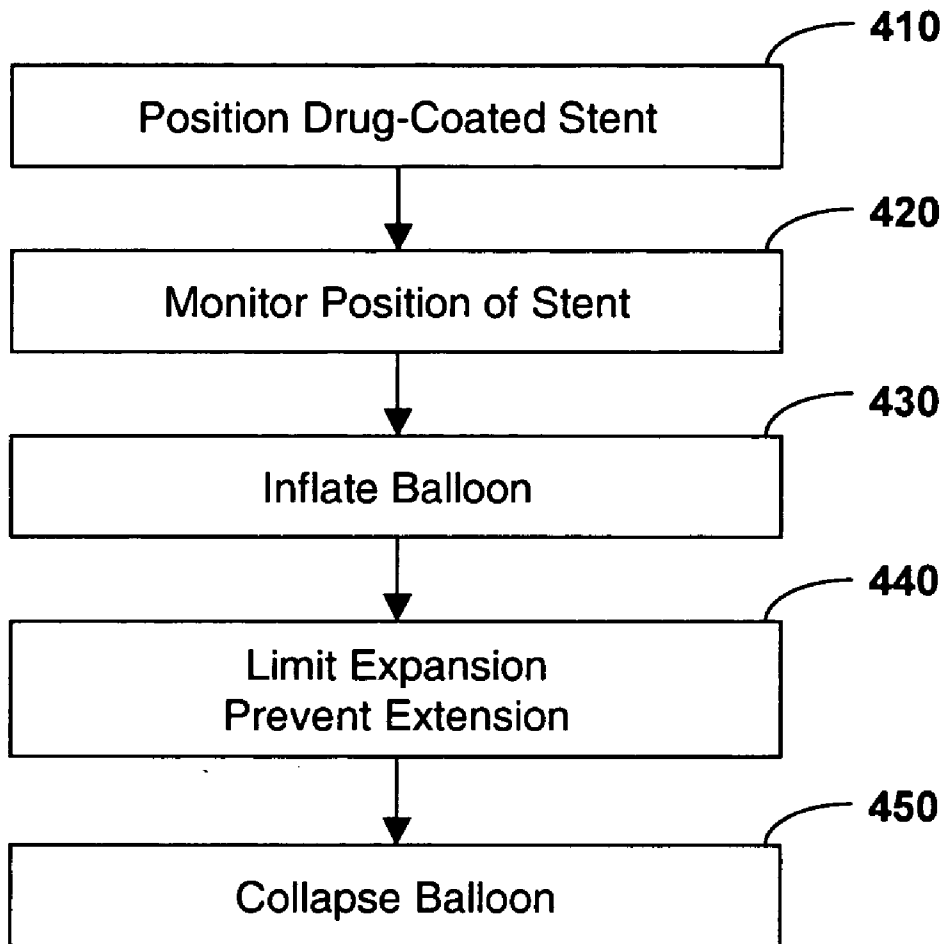 410
Position Drug-Coated Stent
420
Monitor Position of Stent
430
Inflate Balloon
440
Limit Expansion
Prevent Extension
450
Collapse Balloon